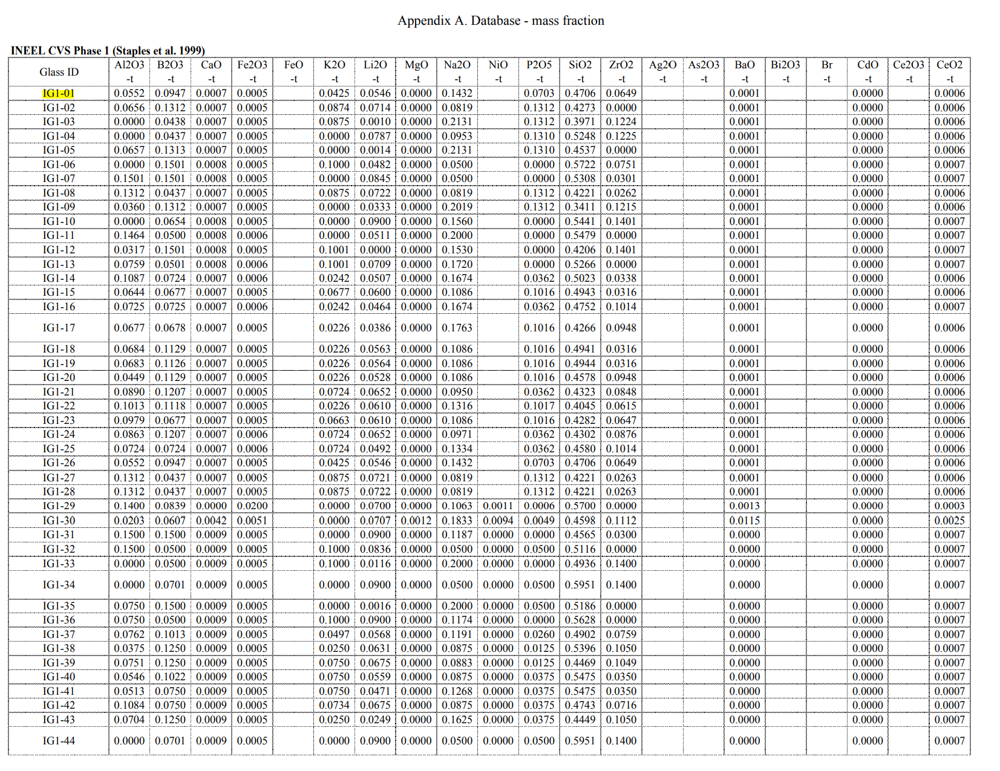 Appendix A. Database - mass fraction
INEEL CVS Phase 1 (Staples et al. 1999)
Glass ID Al2O3 B2O3 CaO Fe2O3 FeO K2O Li2O MgO Na2O NiO P2O5 SiO2 ZrO2 Ag2O As2O3 BaO Bi2O3 Br CdO Ce2O3 CeO2
-t -t -t -t -t -t -t -t -t -t -t -t -t -t -t -t -t -t -t -t -t
IG1-01 0.0552 0.0947 0.0007 0.0005 0.0425 0.0546 0.0000 0.1432 0.0703 0.4706 0.0649 0.0001 0.0000 0.0006
IG1-02 0.0656 0.1312 0.0007 0.0005 0.0874 0.0714 0.0000 0.0819 0.1312 0.4273 0.0000 0.0001 0.0000 0.0006
IG1-03 0.0000 0.0438 0.0007 0.0005 0.0875 0.0010 0.0000 0.2131 0.1312 0.3971 0.1224 0.0001 0.0000 0.0006
IG1-04 0.0000 0.0437 0.0007 0.0005 0.0000 0.0787 0.0000 0.0953 0.1310 0.5248 0.1225 0.0001 0.0000 0.0006
IG1-05 0.0657 0.1313 0.0007 0.0005 0.0000 0.0014 0.0000 0.2131 0.1310 0.4537 0.0000 0.0001 0.0000 0.0006
IG1-06 0.0000 0.1501 0.0008 0.0005 0.1000 0.0482 0.0000 0.0500 0.0000 0.5722 0.0751 0.0001 0.0000 0.0007
IG1-07 0.1501 0.1501 0.0008 0.0005 0.0000 0.0845 0.0000 0.0500 0.0000 0.5308 0.0301 0.0001 0.0000 0.0007
IG1-08 0.1312 0.0437 0.0007 0.0005 0.0875 0.0722 0.0000 0.0819 0.1312 0.4221 0.0262 0.0001 0.0000 0.0006
IG1-09 0.0360 0.1312 0.0007 0.0005 0.0000 0.0333 0.0000 0.2019 0.1312 0.3411 0.1215 0.0001 0.0000 0.0006
IG1-10 0.0000 0.0654 0.0008 0.0005 0.0000 0.0900 0.0000 0.1560 0.0000 0.5441 0.1401 0.0001 0.0000 0.0007
IG1-11 0.1464 0.0500 0.0008 0.0006 0.0000 0.0511 0.0000 0.2000 0.0000 0.5479 0.0000 0.0001 0.0000 0.0007
IG1-12 0.0317 0.1501 0.0008 0.0005 0.1001 0.0000 0.0000 0.1530 0.0000 0.4206 0.1401 0.0001 0.0000 0.0007
IG1-13 0.0759 0.0501 0.0008 0.0006 0.1001 0.0709 0.0000 0.1720 0.0000 0.5266 0.0000 0.0001 0.0000 0.0007
IG1-14 0.1087 0.0724 0.0007 0.0006 0.0242 0.0507 0.0000 0.1674 0.0362 0.5023 0.0338 0.0001 0.0000 0.0006
IG1-15 0.0644 0.0677 0.0007 0.0005 0.0677 0.0600 0.0000 0.1086 0.1016 0.4943 0.0316 0.0001 0.0000 0.0006
IG1-16 0.0725 0.0725 0.0007 0.0006 0.0242 0.0464 0.0000 0.1674 0.0362 0.4752 0.1014 0.0001 0.0000 0.0007
IG1-17 0.0677 0.0678 0.0007 0.0005 0.0226 0.0386 0.0000 0.1763 0.1016 0.4266 0.0948 0.0001 0.0000 0.0006
IG1-18 0.0684 0.1129 0.0007 0.0005 0.0226 0.0563 0.0000 0.1086 0.1016 0.4941 0.0316 0.0001 0.0000 0.0006
IG1-19 0.0683 0.1126 0.0007 0.0005 0.0226 0.0564 0.0000 0.1086 0.1016 0.4944 0.0316 0.0001 0.0000 0.0006
IG1-20 0.0449 0.1129 0.0007 0.0005 0.0226 0.0528 0.0000 0.1086 0.1016 0.4578 0.0948 0.0001 0.0000 0.0006
IG1-21 0.0890 0.1207 0.0007 0.0005 0.0724 0.0652 0.0000 0.0950 0.0362 0.4323 0.0848 0.0001 0.0000 0.0006
IG1-22 0.1013 0.1118 0.0007 0.0005 0.0226 0.0610 0.0000 0.1316 0.1017 0.4045 0.0615 0.0001 0.0000 0.0006
IG1-23 0.0979 0.0677 0.0007 0.0005 0.0663 0.0610 0.0000 0.1086 0.1016 0.4282 0.0647 0.0001 0.0000 0.0006
IG1-24 0.0863 0.1207 0.0007 0.0006 0.0724 0.0652 0.0000 0.0971 0.0362 0.4302 0.0876 0.0001 0.0000 0.0006
IG1-25 0.0724 0.0724 0.0007 0.0006 0.0724 0.0492 0.0000 0.1334 0.0362 0.4580 0.1014 0.0001 0.0000 0.0006
IG1-26 0.0552 0.0947 0.0007 0.0005 0.0425 0.0546 0.0000 0.1432 0.0703 0.4706 0.0649 0.0001 0.0000 0.0006
IG1-27 0.1312 0.0437 0.0007 0.0005 0.0875 0.0721 0.0000 0.0819 0.1312 0.4221 0.0263 0.0001 0.0000 0.0006
IG1-28 0.1312 0.0437 0.0007 0.0005 0.0875 0.0722 0.0000 0.0819 0.1312 0.4221 0.0263 0.0001 0.0000 0.0006
IG1-29 0.1400 0.0839 0.0000 0.0200 0.0000 0.0700 0.0000 0.1063 0.0011 0.0006 0.5700 0.0000 0.0013 0.0000 0.0003
IG1-30 0.0203 0.0607 0.0042 0.0051 0.0000 0.0707 0.0012 0.1833 0.0094 0.0049 0.4598 0.1112 0.0115 0.0000 0.0025
IG1-31 0.1500 0.1500 0.0009 0.0005 0.0000 0.0900 0.0000 0.1187 0.0000 0.0000 0.4565 0.0300 0.0000 0.0000 0.0007
IG1-32 0.1500 0.0500 0.0009 0.0005 0.1000 0.0836 0.0000 0.0500 0.0000 0.0500 0.5116 0.0000 0.0000 0.0000 0.0007
IG1-33 0.0000 0.0500 0.0009 0.0005 0.1000 0.0116 0.0000 0.2000 0.0000 0.0000 0.4936 0.1400 0.0000 0.0000 0.0007
IG1-34 0.0000 0.0701 0.0009 0.0005 0.0000 0.0900 0.0000 0.0500 0.0000 0.0500 0.5951 0.1400 0.0000 0.0000 0.0007
IG1-35 0.0750 0.1500 0.0009 0.0005 0.0000 0.0016 0.0000 0.2000 0.0000 0.0500 0.5186 0.0000 0.0000 0.0000 0.0007
IG1-36 0.0750 0.0500 0.0009 0.0005 0.1000 0.0900 0.0000 0.1174 0.0000 0.0000 0.5628 0.0000 0.0000 0.0000 0.0007
IG1-37 0.0762 0.1013 0.0009 0.0005 0.0497 0.0568 0.0000 0.1191 0.0000 0.0260 0.4902 0.0759 0.0000 0.0000 0.0007
IG1-38 0.0375 0.1250 0.0009 0.0005 0.0250 0.0631 0.0000 0.0875 0.0000 0.0125 0.5396 0.1050 0.0000 0.0000 0.0007
IG1-39 0.0751 0.1250 0.0009 0.0005 0.0750 0.0675 0.0000 0.0883 0.0000 0.0125 0.4469 0.1049 0.0000 0.0000 0.0007
IG1-40 0.0546 0.1022 0.0009 0.0005 0.0750 0.0559 0.0000 0.0875 0.0000 0.0375 0.5475 0.0350 0.0000 0.0000 0.0007
IG1-41 0.0513 0.0750 0.0009 0.0005 0.0750 0.0471 0.0000 0.1268 0.0000 0.0375 0.5475 0.0350 0.0000 0.0000 0.0007
IG1-42 0.1084 0.0750 0.0009 0.0005 0.0734 0.0675 0.0000 0.0875 0.0000 0.0375 0.4743 0.0716 0.0000 0.0000 0.0007
IG1-43 0.0704 0.1250 0.0009 0.0005 0.0250 0.0249 0.0000 0.1625 0.0000 0.0375 0.4449 0.1050 0.0000 0.0000 0.0007
IG1-44 0.0000 0.0701 0.0009 0.0005 0.0000 0.0900 0.0000 0.0500 0.0000 0.0500 0.5951 0.1400 0.0000 0.0000 0.0007